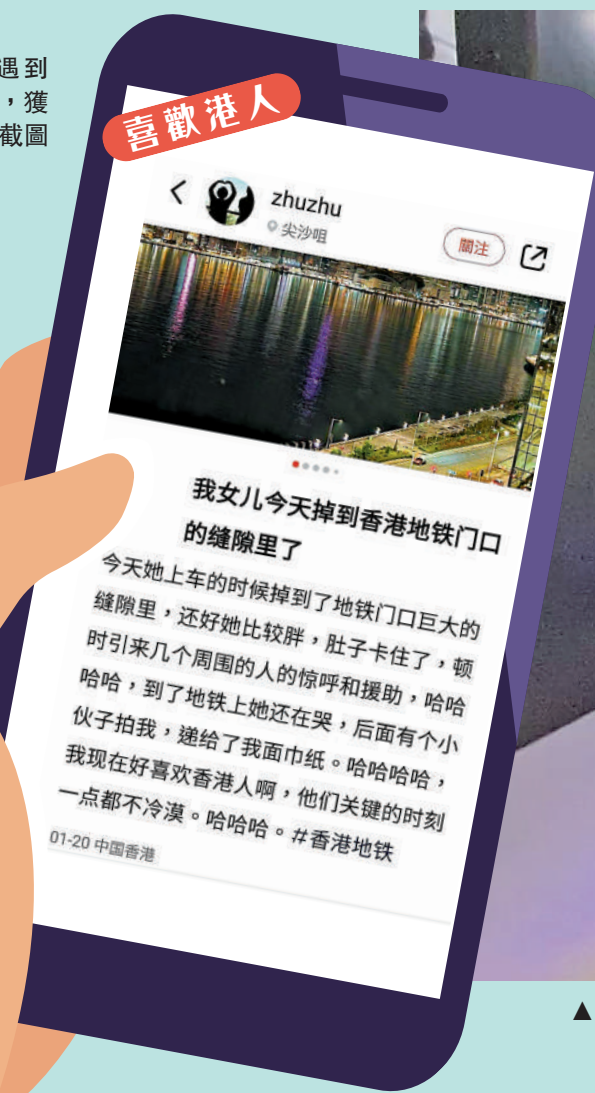 遇到
，獲
截圖
喜歡港人
zhuzhu
尖沙咀
關注
我女儿今天掉到香港地铁门口
的缝隙里了
今天她上车的时候掉到了地铁门口巨大的
缝隙里，还好她比较胖，肚子卡住了，顿
时引来几个周围的人的惊呼和援助，哈哈
哈哈，到了地铁上她还在哭，后面有个小
伙子拍我，递给了我面巾纸。哈哈哈哈，
我现在好喜欢香港人啊，他们关键的时刻
一点都不冷漠。哈哈哈。#香港地铁
01-20 中国香港
▲